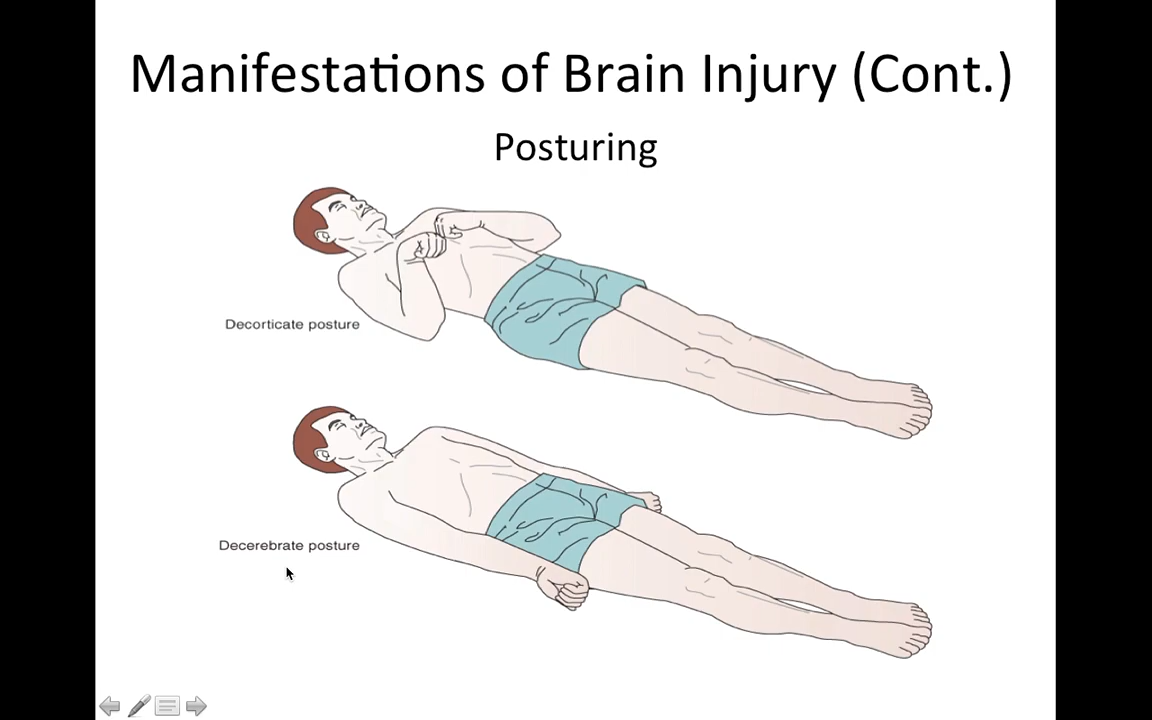 Manifestations of Brain Injury (Cont.)
Posturing
Decorticate posture
Decerebrate posture